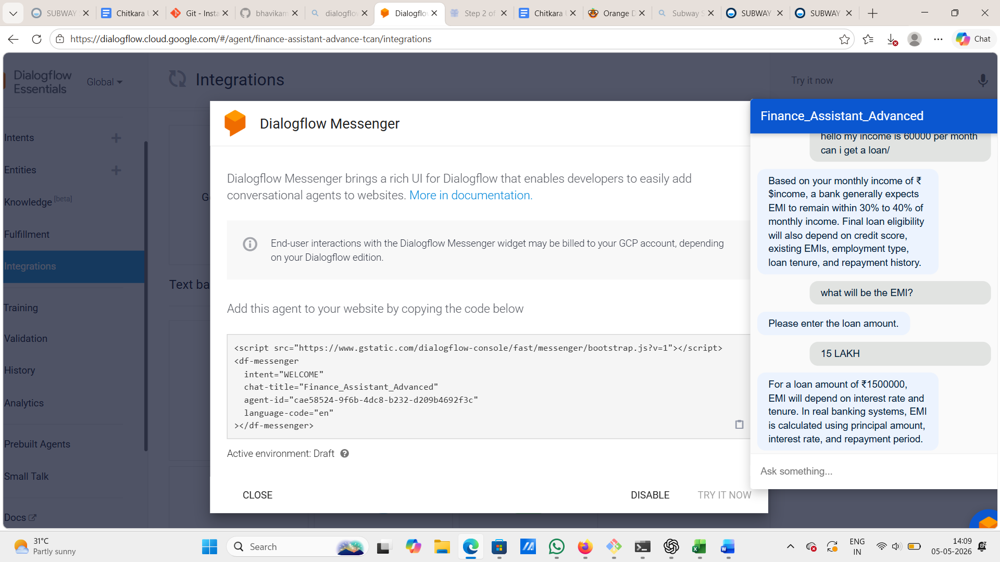 SUBWAY
Chitkara
Git - Insta
bhavikam
dialogflow
Dialogflo
Step 2 of
Chitkara
Orange D
Subway S
SUBWAY
SUBWAY
https://dialogflow.cloud.google.com/#/agent/finance-assistant-advance-tcan/integrations
Chat
Dialogflow
Essentials
Global
Integrations
Try it now
Intents
Entities
Knowledge [beta]
Fulfillment
Integrations
Training
Validation
History
Analytics
Prebuilt Agents
Small Talk
Docs
G
Text ba
Dialogflow Messenger
Dialogflow Messenger brings a rich UI for Dialogflow that enables developers to easily add
conversational agents to websites. More in documentation.
End-user interactions with the Dialogflow Messenger widget may be billed to your GCP account, depending
on your Dialogflow edition.
Add this agent to your website by copying the code below
<script src="https://www.gstatic.com/dialogflow-console/fast/messenger/bootstrap.js?v=1"></script>
<df-messenger
intent="WELCOME"
chat-title="Finance_Assistant_Advanced"
agent-id="cae58524-9f6b-4dc8-b232-d209b4692f3c"
language-code="en"
></df-messenger>
Active environment: Draft
CLOSE
DISABLE
TRY IT NOW
Finance_Assistant_Advanced
hello my income is 60000 per month
can i get a loan/
Based on your monthly income of ₹
$income, a bank generally expects
EMI to remain within 30% to 40% of
monthly income. Final loan eligibility
will also depend on credit score,
existing EMIs, employment type,
loan tenure, and repayment history.
what will be the EMI?
Please enter the loan amount.
15 LAKH
For a loan amount of ₹1500000,
EMI will depend on interest rate and
tenure. In real banking systems, EMI
is calculated using principal amount,
interest rate, and repayment period.
Ask something...
31°C
Partly sunny
Search
ENG
IN
14:09
05-05-2026